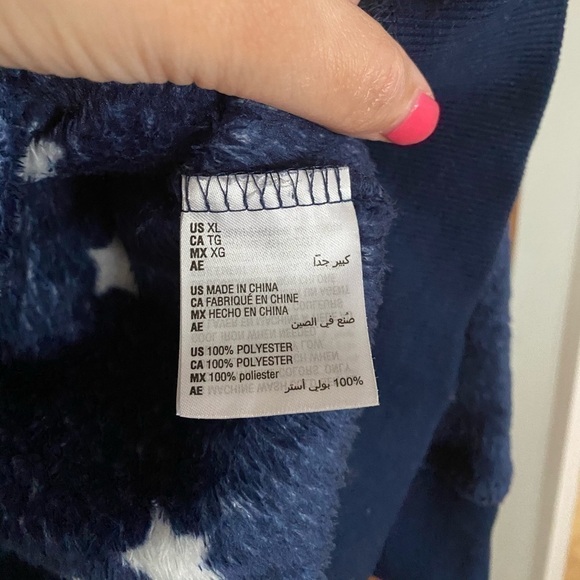 US XL
CA TG
MX XG
AE كبير جدًا
US MADE IN CHINA
CA FABRIQUÉ EN CHINE
MX HECHO EN CHINA
AE صُنع في الصين
US 100% POLYESTER
CA 100% POLYESTER
MX 100% poliester
AE 100% بولي أستر